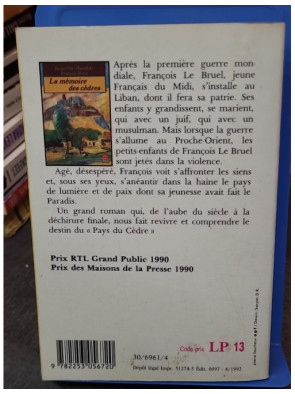 La mémoire
des cèdres
Après la première guerre mon-
diale, François Le Bruel, jeune
Français du Midi, s'installe au
Liban, dont il fera sa patrie. Ses
enfants y grandissent, se marient,
qui avec un juif, qui avec un
musulman. Mais lorsque la guerre
s'allume au Proche-Orient, les
petits-enfants de François Le Bruel
sont jetés dans la violence.
Agé, désespéré, François voit s'affronter les siens
et, sous ses yeux, s'anéantir dans la haine le pays
de lumière et de paix dont sa jeunesse avait fait le
Paradis.
Un grand roman qui, de l'aube du siècle à la
déchirure finale, nous fait revivre et comprendre le
destin du « Pays du Cèdre »
Prix RTL Grand Public 1990
Prix des Maisons de la Presse 1990
30/6961/4
Code prix LP 13
9 782253 056720